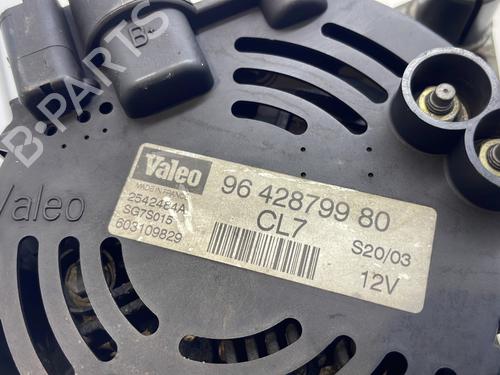 B+
B-PARTS
Valeo
MADE IN FRANCE
2542484A
SG7S015
603109829
96 428799 80
CL7
S20/03
12V
Valeo